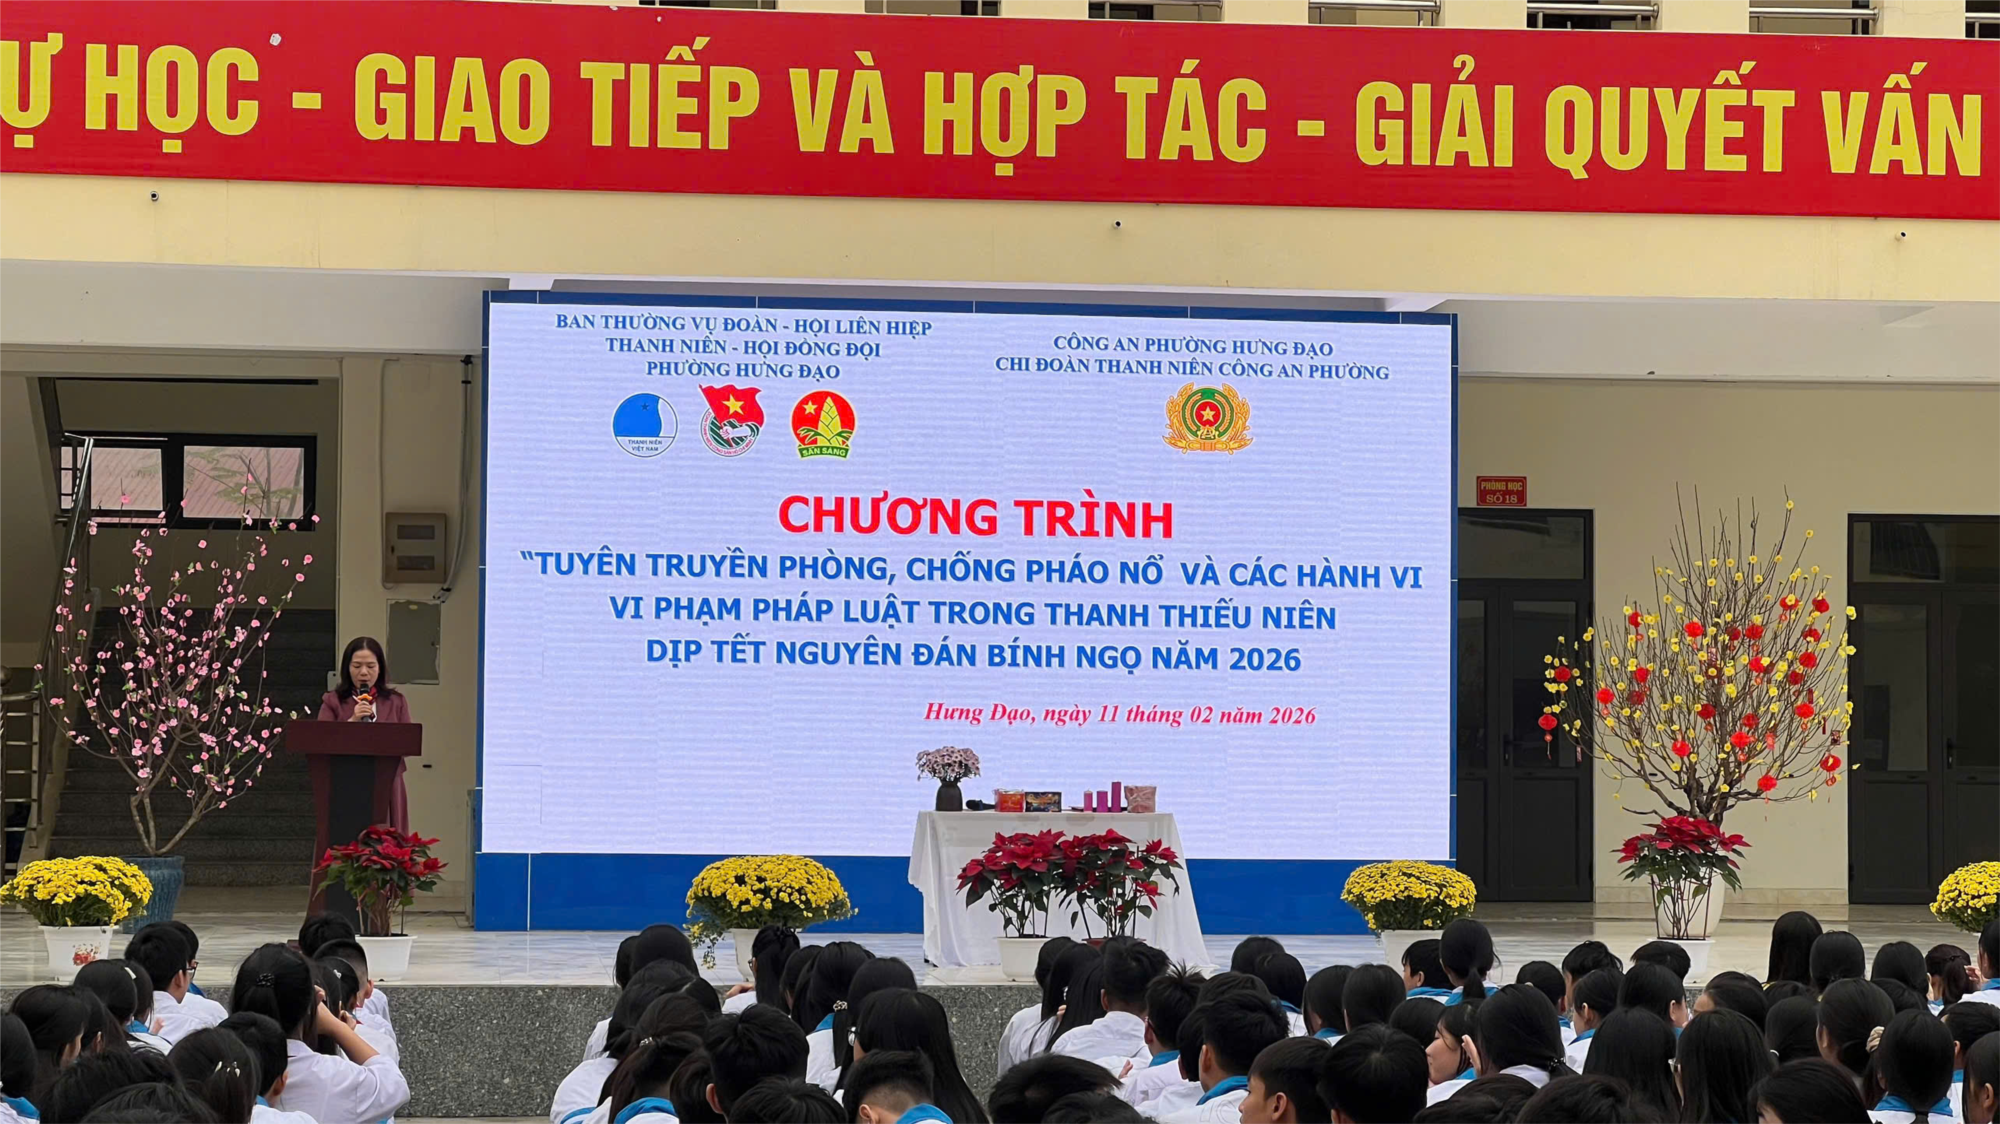 Ự HỌC - GIAO TIẾP VÀ HỢP TÁC - GIẢI QUYẾT VẤN
BAN THƯỜNG VỤ ĐOÀN - HỘI LIÊN HIỆP
THANH NIÊN - HỘI ĐỒNG ĐỘI
PHƯỜNG HƯNG ĐẠO
CÔNG AN PHƯỜNG HƯNG ĐẠO
CHI ĐOÀN THANH NIÊN CÔNG AN PHƯỜNG
THANH NIÊN
VIỆT NAM
SẴN SÀNG
CHƯƠNG TRÌNH
“TUYÊN TRUYỀN PHÒNG, CHỐNG PHÁO NỔ VÀ CÁC HÀNH VI
VI PHẠM PHÁP LUẬT TRONG THANH THIẾU NIÊN
DỊP TẾT NGUYÊN ĐÁN BÍNH NGỌ NĂM 2026
Hưng Đạo, ngày 11 tháng 02 năm 2026
PHÒNG HỌC
SỐ 18